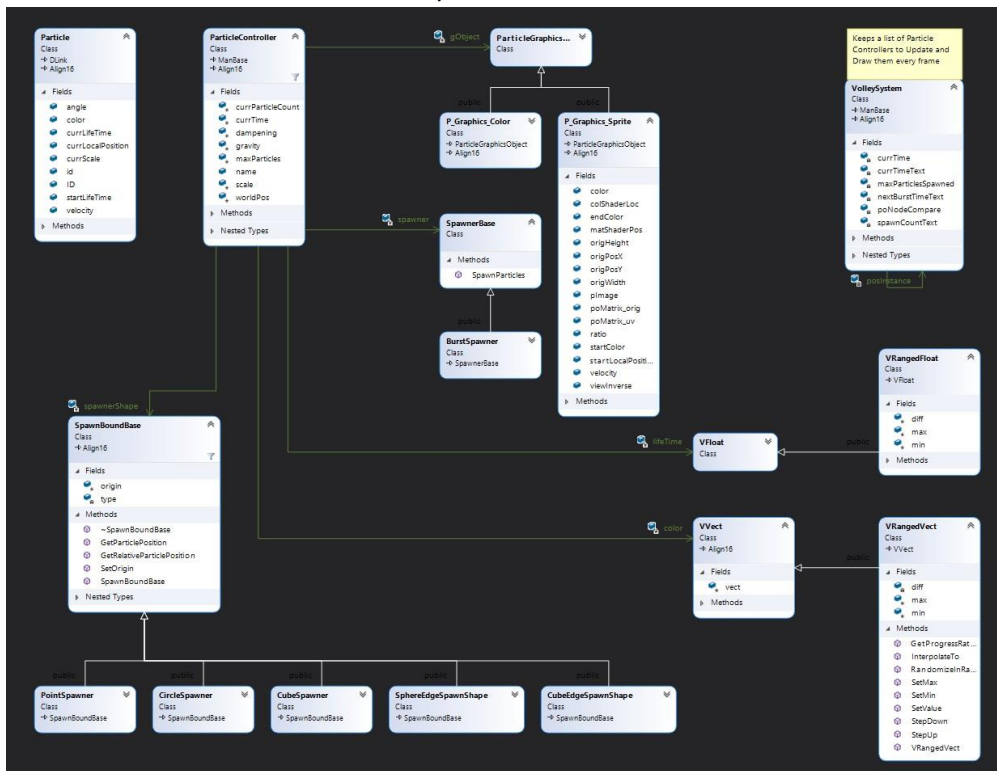 Particle
Class
DLink
Align16
Fields
angle
color
currLifeTime
currLocalPosition
currScale
id
ID
startLifeTime
velocity
Methods
ParticleController
Class
ManBase
Align16
Fields
currParticleCount
currTime
dampening
gravity
maxParticles
name
scale
worldPos
Methods
Nested Types
gObject
ParticleGraphics...
Class
public
public
P_Graphics_Color
Class
ParticleGraphicsObject
Align16
P_Graphics_Sprite
Class
ParticleGraphicsObject
Align16
Fields
color
colShaderLoc
endColor
matShaderPos
origHeight
origPosX
origPosY
origWidth
pImage
poMatrix_orig
poMatrix_uv
ratio
startColor
startLocalPositi...
velocity
viewInverse
Methods
Keeps a list of Particle
Controllers to Update and
Draw them every frame
VolleySystem
Class
ManBase
Align16
Fields
currTime
currTimeText
maxParticlesSpawned
nextBurstTimeText
poNodeCompare
spawnCountText
Methods
Nested Types
posInstance
spawner
SpawnerBase
Class
Methods
SpawnParticles
public
BurstSpawner
Class
SpawnerBase
spawnerShape
SpawnBoundBase
Class
Align16
Fields
origin
type
Methods
~SpawnBoundBase
GetParticlePosition
GetRelativeParticlePosition
SetOrigin
SpawnBoundBase
Nested Types
lifeTime
VFloat
Class
public
VRangedFloat
Class
VFloat
Fields
diff
max
min
Methods
color
VVect
Class
Align16
Fields
vect
Methods
public
VRangedVect
Class
VVect
Fields
diff
max
min
Methods
GetProgressRat...
InterpolateTo
RandomizeInRa...
SetMax
SetMin
SetValue
StepDown
StepUp
VRangedVect
public
public
public
public
public
PointSpawner
Class
SpawnBoundBase
CircleSpawner
Class
SpawnBoundBase
CubeSpawner
Class
SpawnBoundBase
SphereEdgeSpawnShape
Class
SpawnBoundBase
CubeEdgeSpawnShape
Class
SpawnBoundBase